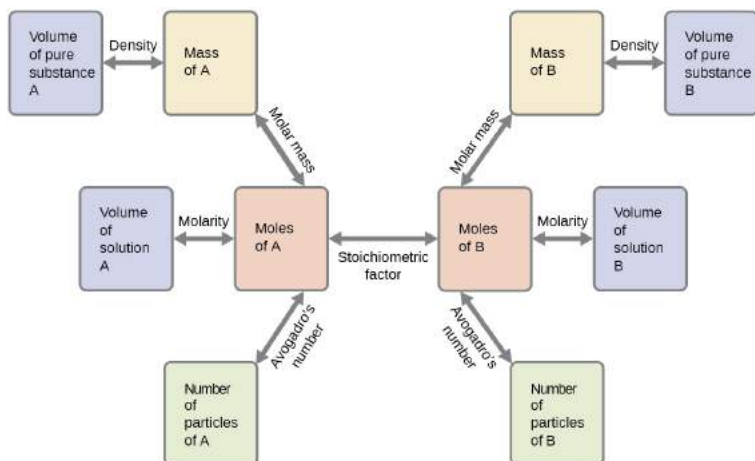 Volume
of pure
substance
A
Density
Mass
of A
Mass
of B
Density
Volume
of pure
substance
B
Molar mass
Molar mass
Volume
of
solution
A
Molarity
Moles
of A
Stoichiometric
factor
Moles
of B
Molarity
Volume
of
solution
B
Avogadro's
number
Avogadro's
number
Number
of
particles
of A
Number
of
particles
of B